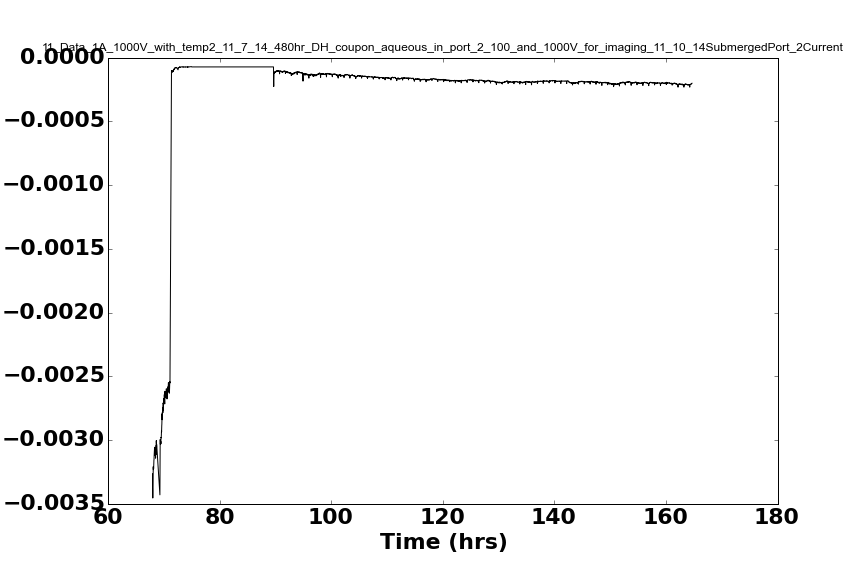 11_Data_1A_1000V_with_temp2_11_7_14_480hr_DH_coupon_aqueous_in_port_2_100_and_1000V_for_imaging_11_10_14SubmergedPort_2Current
0.0000
−0.0005
−0.0010
−0.0015
−0.0020
−0.0025
−0.0030
−0.0035
60 80 100 120 140 160 180
Time (hrs)